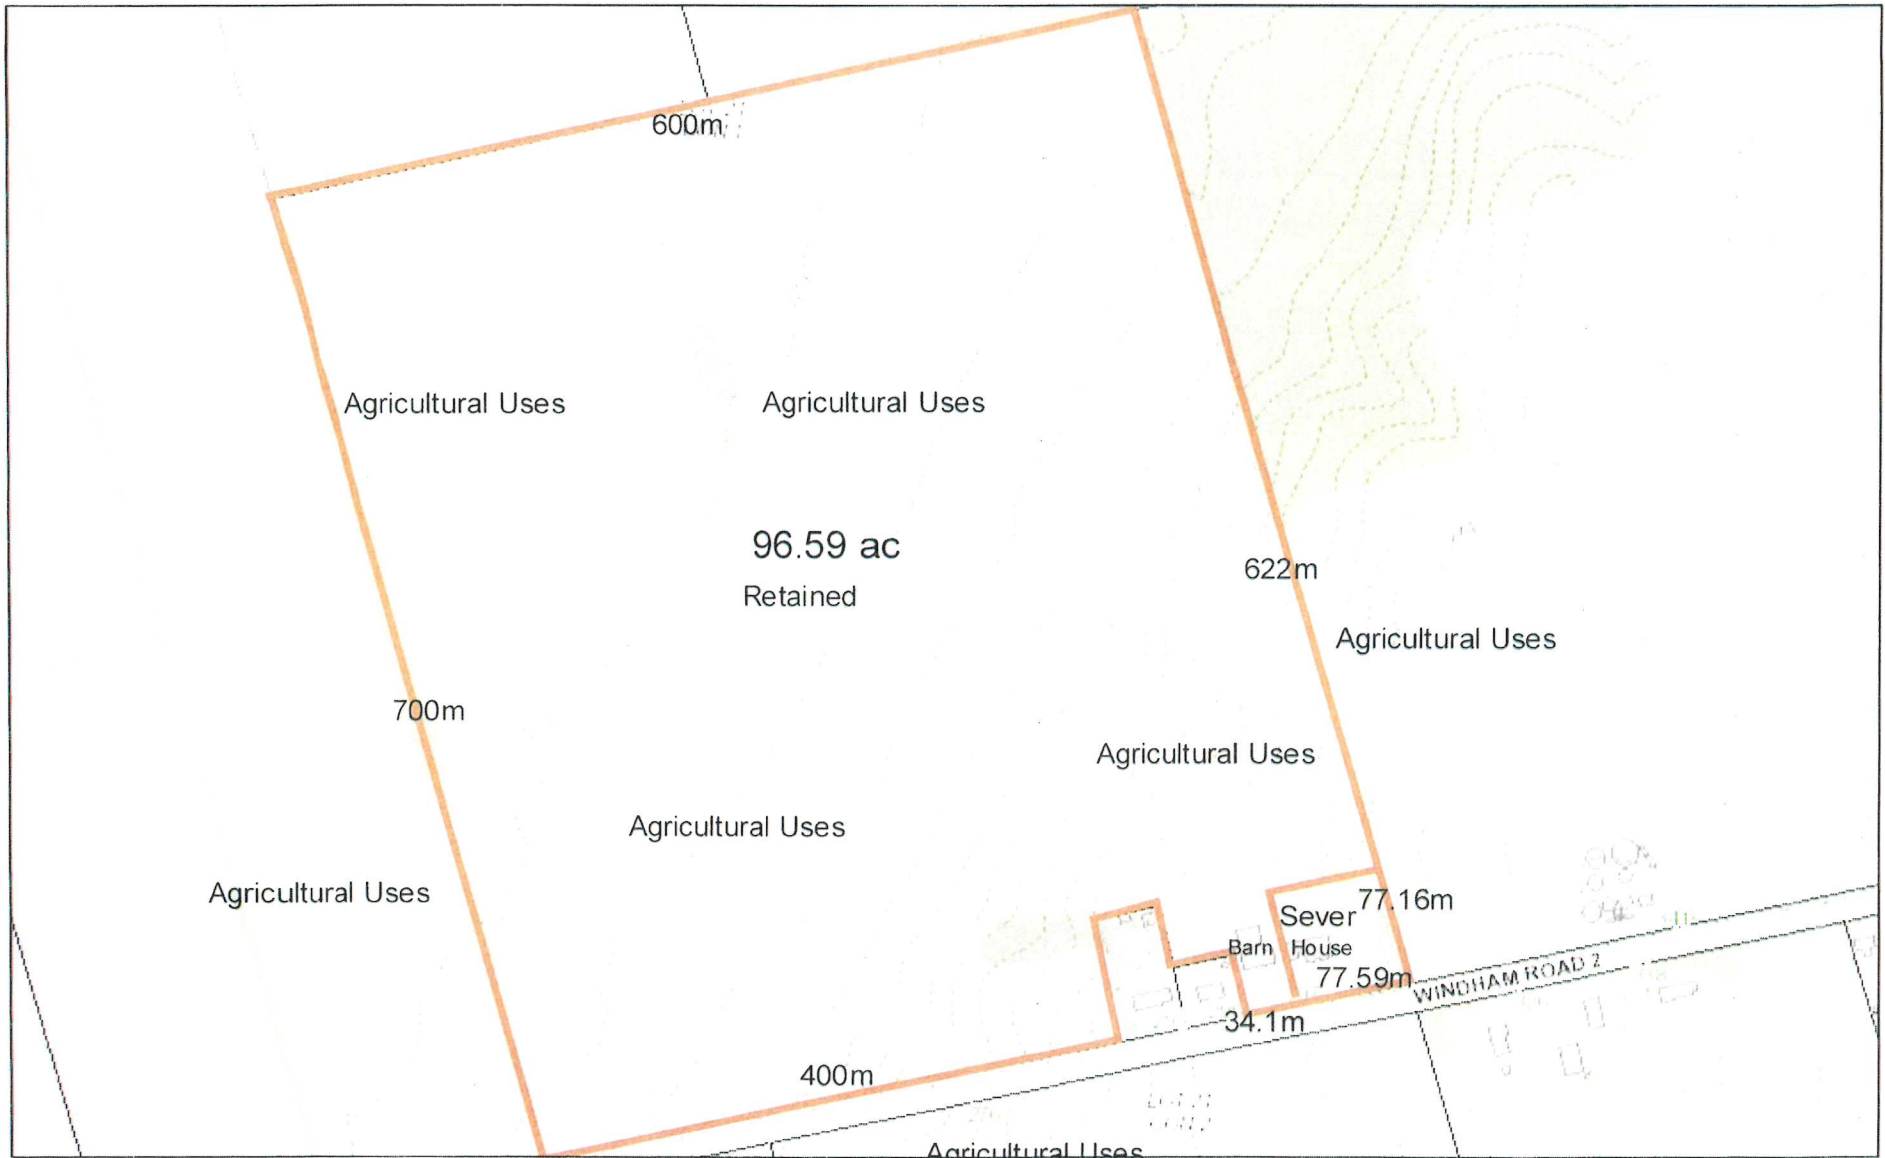 600m
Agricultural Uses
Agricultural Uses
96.59 ac
Retained
622m
Agricultural Uses
700m
Agricultural Uses
Agricultural Uses
Agricultural Uses
77.16m
Sever
Barn House
77.59m
WINDHAM ROAD 2
34.1m
400m
Agricultural Uses